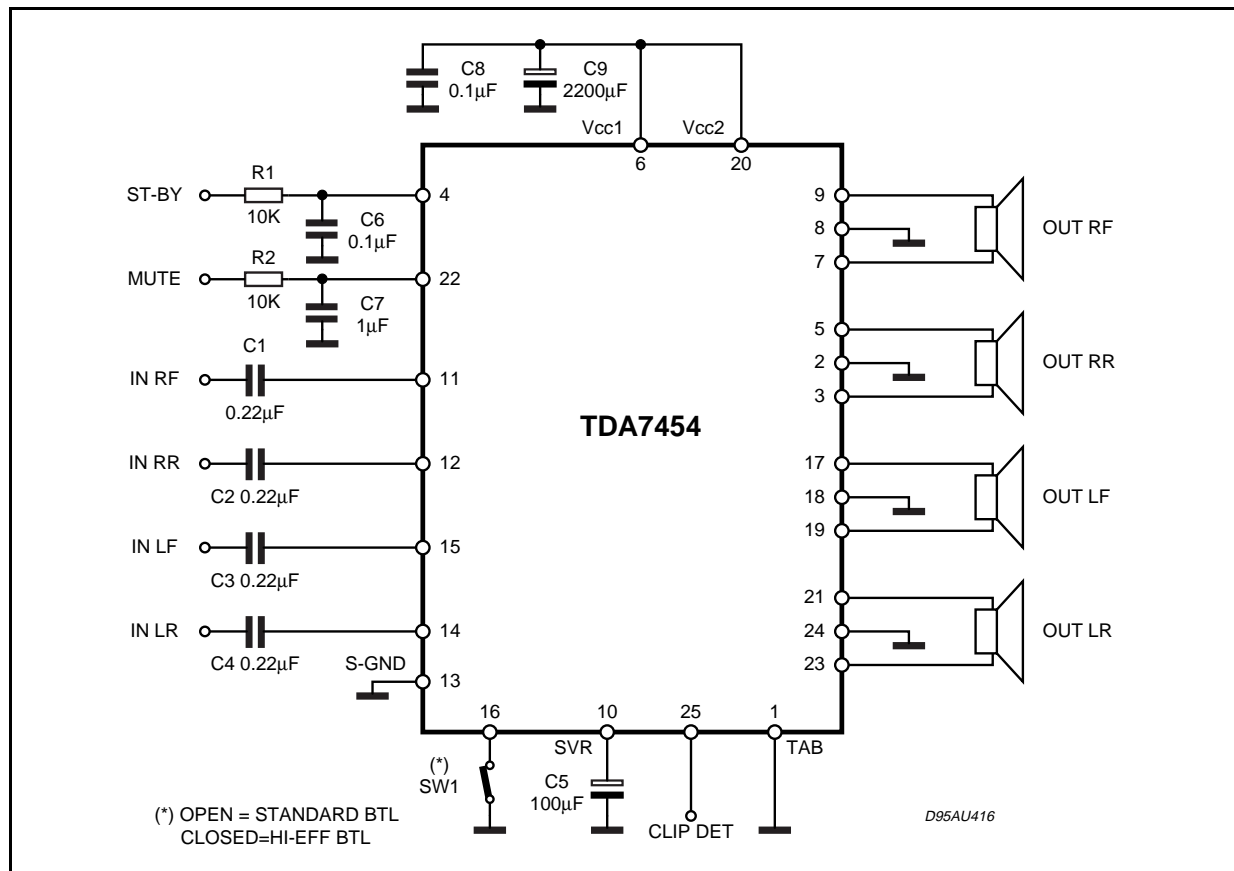 C8
0.1μF
C9
2200μF
Vcc1
Vcc2
6
20
ST-BY
R1
10K
4
C6
0.1μF
MUTE
R2
10K
22
C7
1μF
IN RF
C1
0.22μF
11
IN RR
C2 0.22μF
12
IN LF
C3 0.22μF
15
IN LR
C4 0.22μF
14
S-GND
13
TDA7454
9
8
7
OUT RF
5
2
3
OUT RR
17
18
19
OUT LF
21
24
23
OUT LR
16
10
25
1
SVR
TAB
(*)
SW1
C5
100μF
CLIP DET
(*) OPEN = STANDARD BTL
CLOSED=HI-EFF BTL
D95AU416